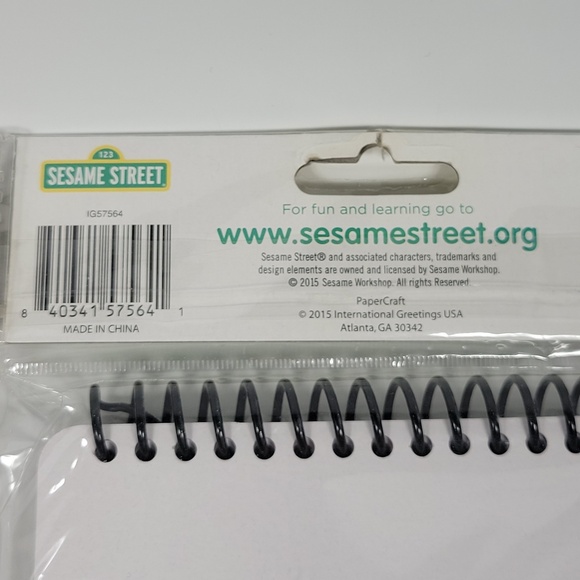 123
SESAME STREET
IG57564
8 40341 57564 1
MADE IN CHINA
For fun and learning go to
www.sesamestreet.org
Sesame Street® and associated characters, trademarks and
design elements are owned and licensed by Sesame Workshop.
© 2015 Sesame Workshop. All rights Reserved
PaperCraft
© 2015 International Greetings USA
Atlanta, GA 30342